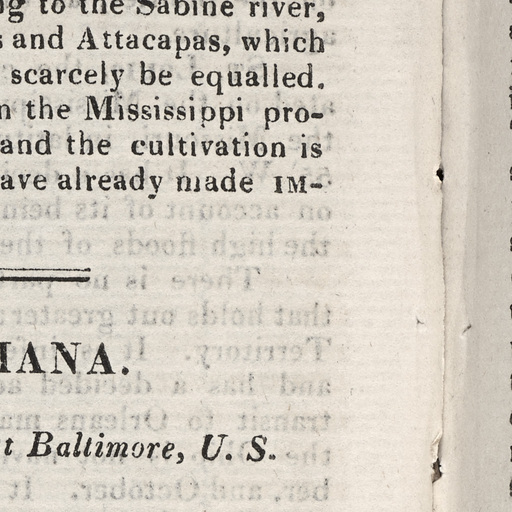 to the Sabine river,
and Attacapas, which
scarcely be equalled.
the Mississippi pro-
and the cultivation is
already made IM-
IANA.
Baltimore, U. S.